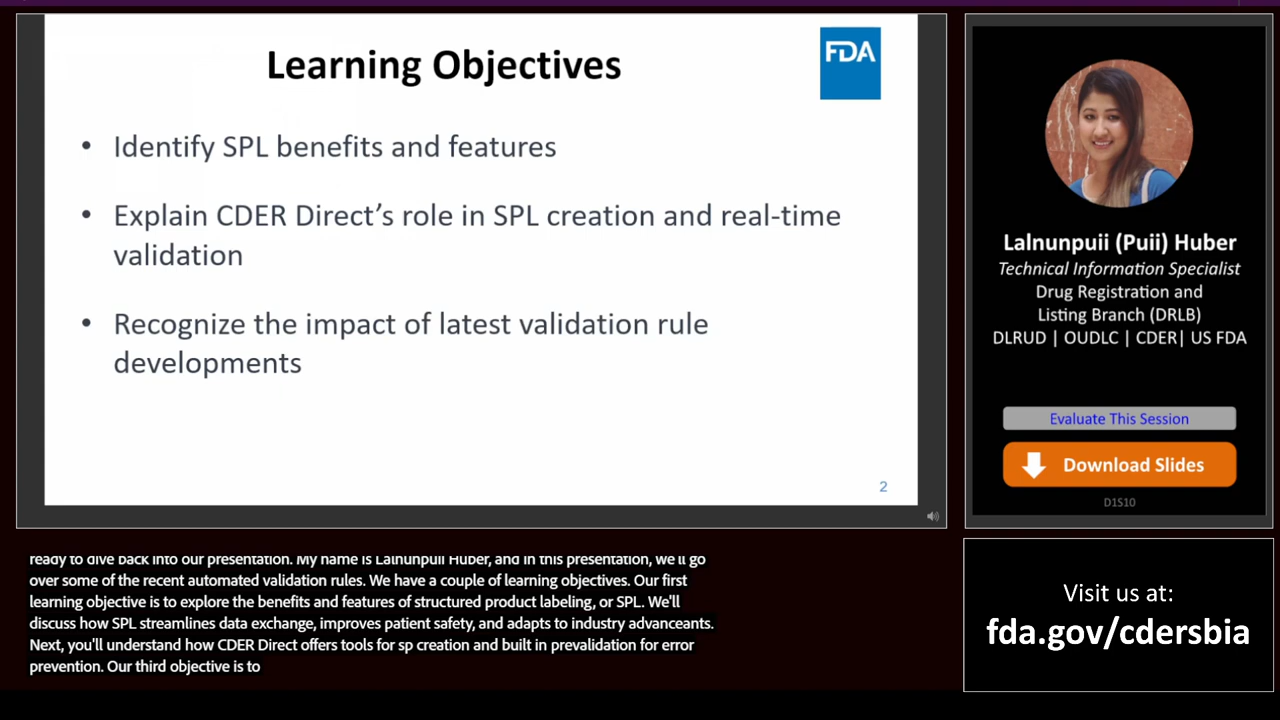 Learning Objectives
FDA
• Identify SPL benefits and features
• Explain CDER Direct's role in SPL creation and real-time
validation
• Recognize the impact of latest validation rule
developments
2
Lalnunpuii (Puii) Huber
Technical Information Specialist
Drug Registration and
Listing Branch (DRLB)
DLRUD | OUDLC | CDER| US FDA
Evaluate This Session
Download Slides
D1S10
ready to dive back into our presentation. My name is Lalnunpuii Huber, and in this presentation, we'll go
over some of the recent automated validation rules. We have a couple of learning objectives. Our first
learning objective is to explore the benefits and features of structured product labeling, or SPL. We'll
discuss how SPL streamlines data exchange, improves patient safety, and adapts to industry advanceants.
Next, you'll understand how CDER Direct offers tools for sp creation and built in prevalidation for error
prevention. Our third objective is to
Visit us at:
fda.gov/cdersbia